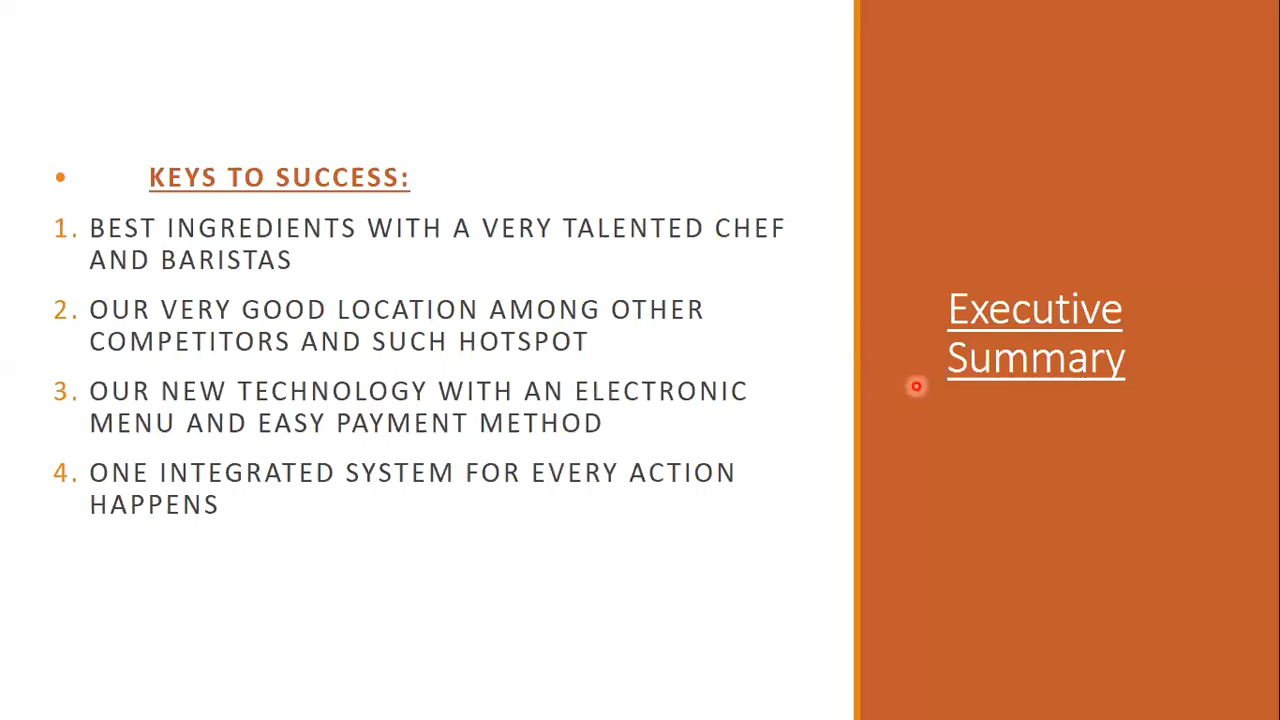 • KEYS TO SUCCESS:
1. BEST INGREDIENTS WITH A VERY TALENTED CHEF
AND BARISTAS
2. OUR VERY GOOD LOCATION AMONG OTHER
COMPETITORS AND SUCH HOTSPOT
3. OUR NEW TECHNOLOGY WITH AN ELECTRONIC
MENU AND EASY PAYMENT METHOD
4. ONE INTEGRATED SYSTEM FOR EVERY ACTION
HAPPENS
Executive
Summary